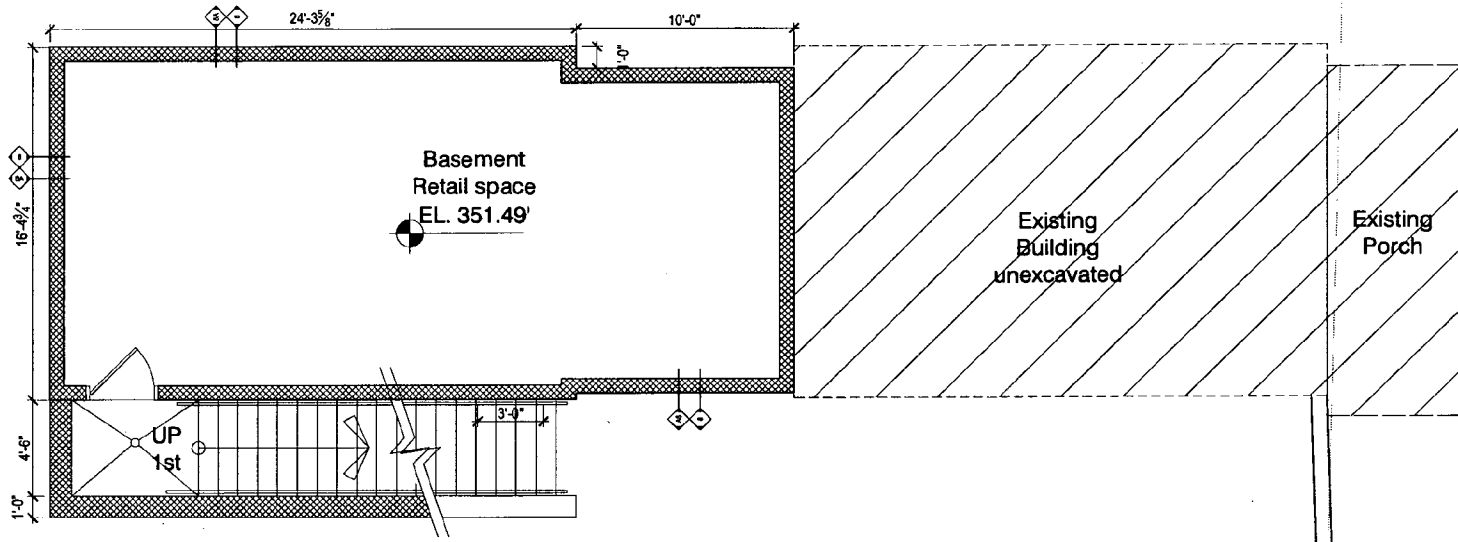 24'-3⅝"
10'-0"
1'-0"
16'-4¾"
Basement
Retail space
EL. 351.49'
Existing
Building
unexcavated
Existing
Porch
UP
1st
3'-0"
4'-6"
1'-0"